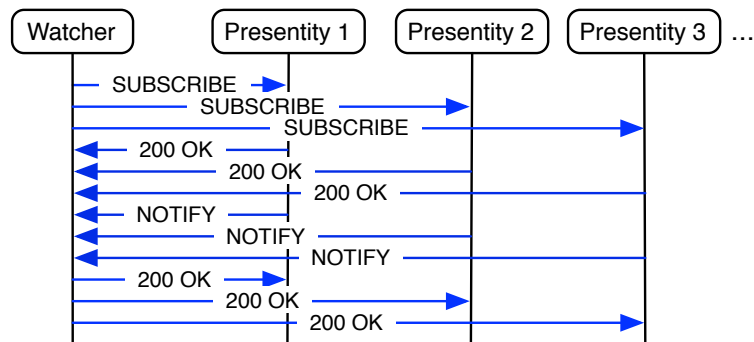 Watcher Presentity 1 Presentity 2 Presentity 3 ...
SUBSCRIBE
SUBSCRIBE
SUBSCRIBE
200 OK
200 OK
200 OK
NOTIFY
NOTIFY
NOTIFY
200 OK
200 OK
200 OK